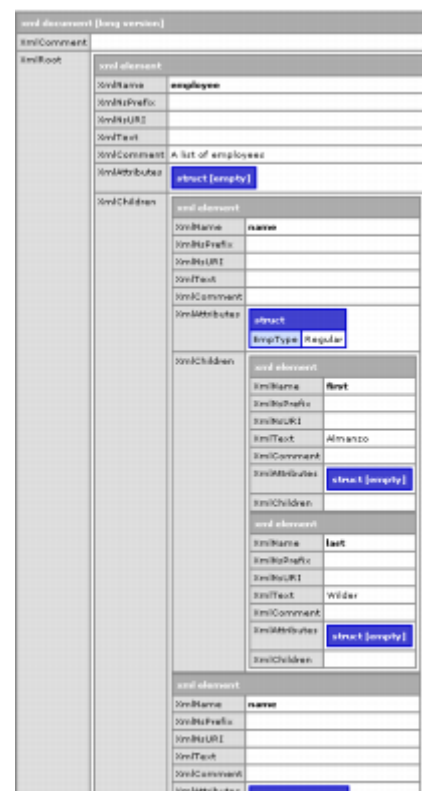 xml document [long version]
XmlComment
XmlRoot
xml element
XmlName employee
XmlNsPrefix
XmlNsURI
XmlText
XmlComment A list of employees
XmlAttributes struct [empty]
XmlChildren
xml element
XmlName name
XmlNsPrefix
XmlNsURI
XmlText
XmlComment
XmlAttributes struct
EmpType Regular
XmlChildren
xml element
XmlName first
XmlNsPrefix
XmlNsURI
XmlText Almanzo
XmlComment
XmlAttributes struct [empty]
XmlChildren
xml element
XmlName last
XmlNsPrefix
XmlNsURI
XmlText Wilder
XmlComment
XmlAttributes struct [empty]
XmlChildren
xml element
XmlName name
XmlNsPrefix
XmlNsURI
XmlText
XmlComment
XmlAttributes